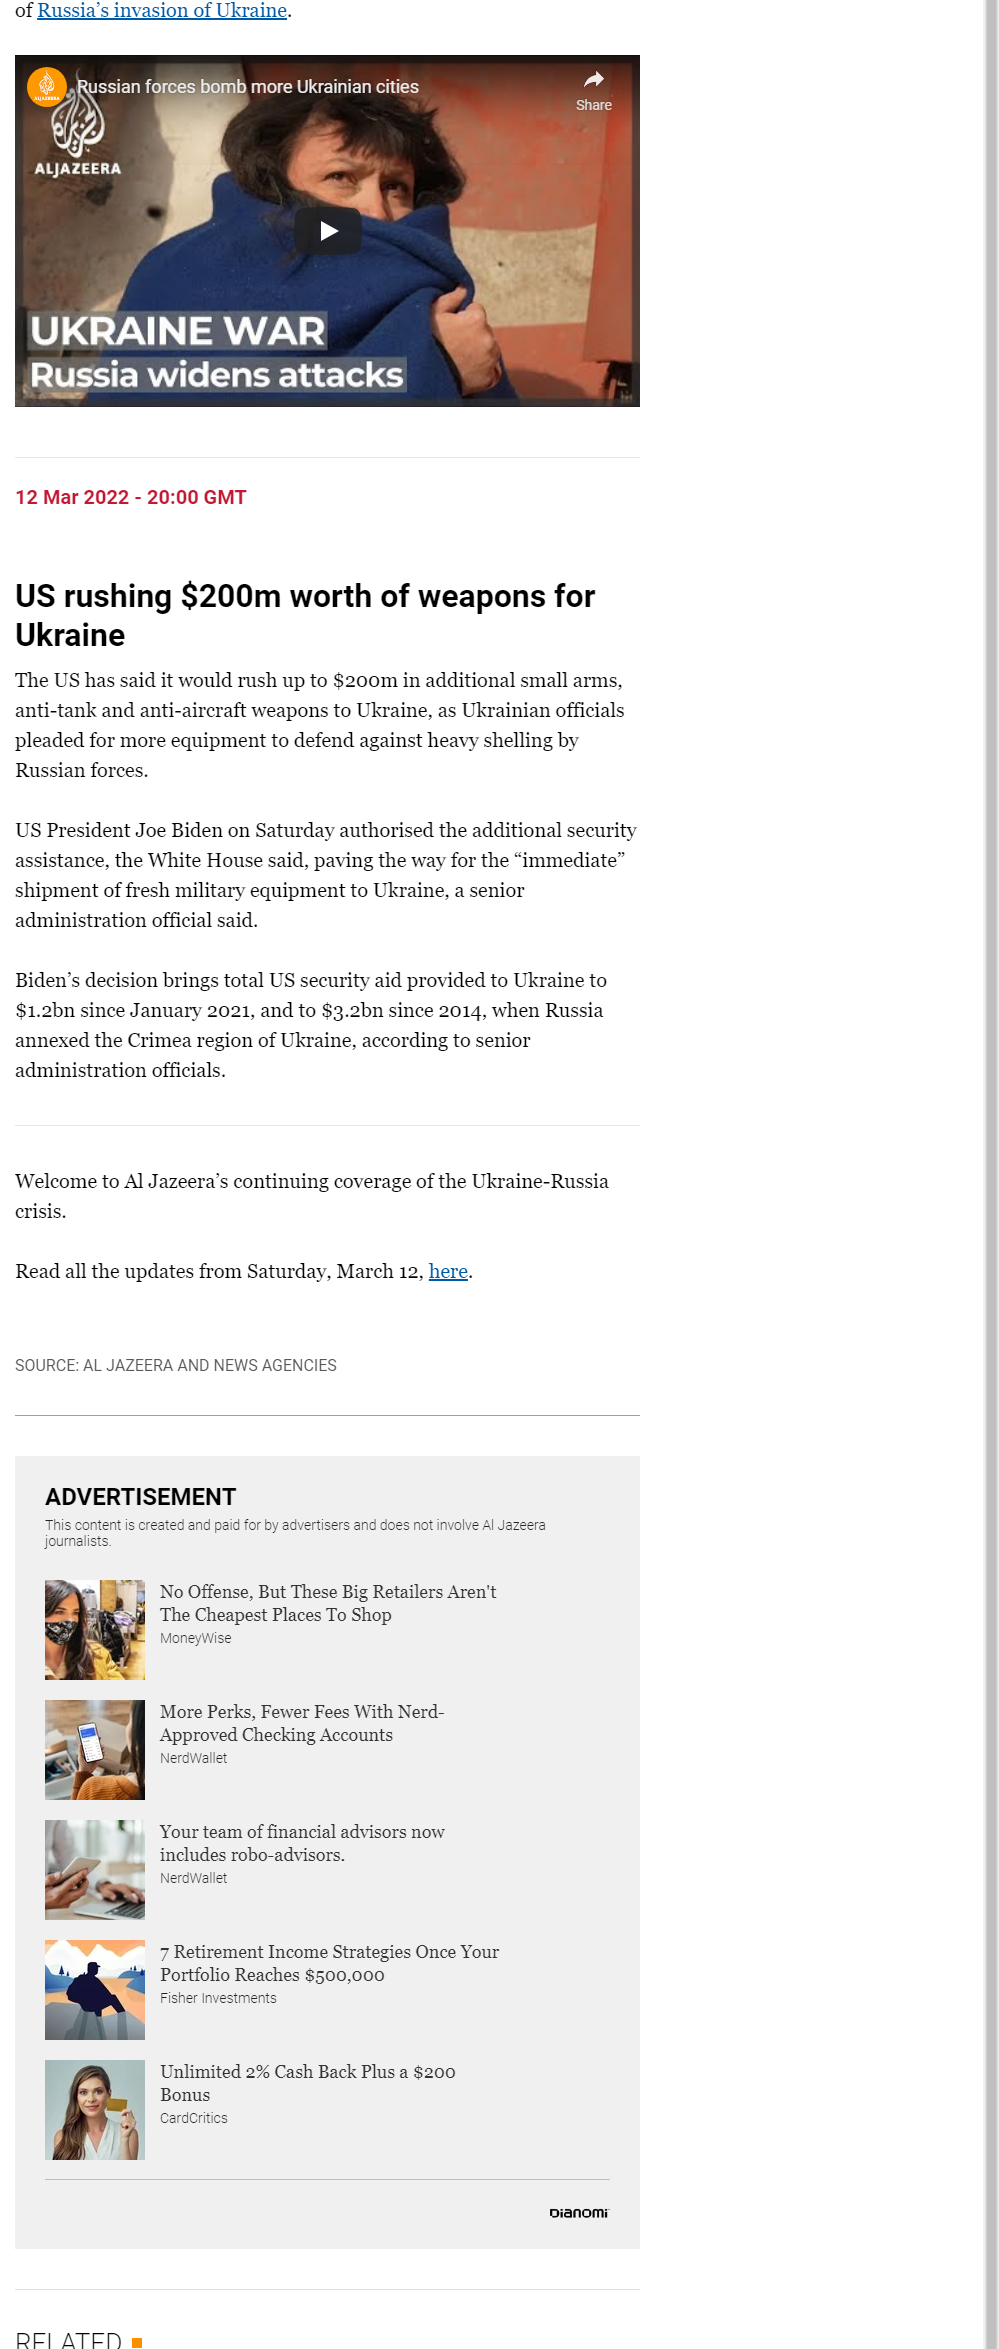 of Russia’s invasion of Ukraine.
Russian forces bomb more Ukrainian cities
Share
ALJAZEERA
ALJAZEERA
UKRAINE WAR
Russia widens attacks
12 Mar 2022 - 20:00 GMT
US rushing $200m worth of weapons for
Ukraine
The US has said it would rush up to $200m in additional small arms,
anti-tank and anti-aircraft weapons to Ukraine, as Ukrainian officials
pleaded for more equipment to defend against heavy shelling by
Russian forces.
US President Joe Biden on Saturday authorised the additional security
assistance, the White House said, paving the way for the “immediate”
shipment of fresh military equipment to Ukraine, a senior
administration official said.
Biden’s decision brings total US security aid provided to Ukraine to
$1.2bn since January 2021, and to $3.2bn since 2014, when Russia
annexed the Crimea region of Ukraine, according to senior
administration officials.
Welcome to Al Jazeera’s continuing coverage of the Ukraine-Russia
crisis.
Read all the updates from Saturday, March 12, here.
SOURCE: AL JAZEERA AND NEWS AGENCIES
ADVERTISEMENT
This content is created and paid for by advertisers and does not involve Al Jazeera
journalists.
No Offense, But These Big Retailers Aren't
The Cheapest Places To Shop
MoneyWise
More Perks, Fewer Fees With Nerd-
Approved Checking Accounts
NerdWallet
Your team of financial advisors now
includes robo-advisors.
NerdWallet
7 Retirement Income Strategies Once Your
Portfolio Reaches $500,000
Fisher Investments
Unlimited 2% Cash Back Plus a $200
Bonus
CardCritics
DIANOMI
RELATED